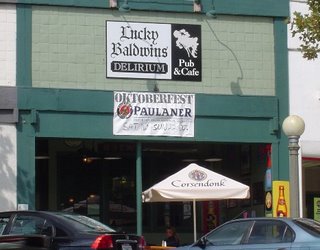 Lucky
Baldwins
DELIRIUM
Pub
& Cafe
OKTOBERFEST
PAULANER
Corsendonk